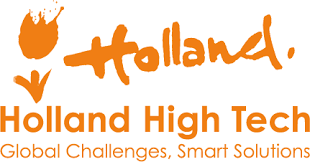 Holland.
Holland High Tech
Global Challenges, Smart Solutions